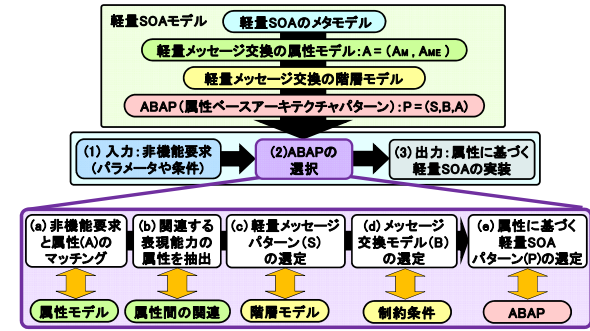 軽量SOAモデル
軽量SOAのメタモデル
軽量メッセージ交換の属性モデル：A＝(AM , AME )
軽量メッセージ交換の階層モデル
ABAP(属性ベースアーキテクチャパターン)：P＝(S,B,A)
(1) 入力：非機能要求
(パラメータや条件)
(2)ABAPの
選択
(3) 出力：属性に基づく
軽量SOAの実装
(a) 非機能要求
と属性(A)の
マッチング
(b) 関連する
表現能力の
属性を抽出
(c) 軽量メッセージ
パターン(S)
の選定
(d) メッセージ
交換モデル(B)
の選定
(e) 属性に基づく
軽量SOA
パターン(P)の選定
属性モデル
属性間の関連
階層モデル
制約条件
ABAP